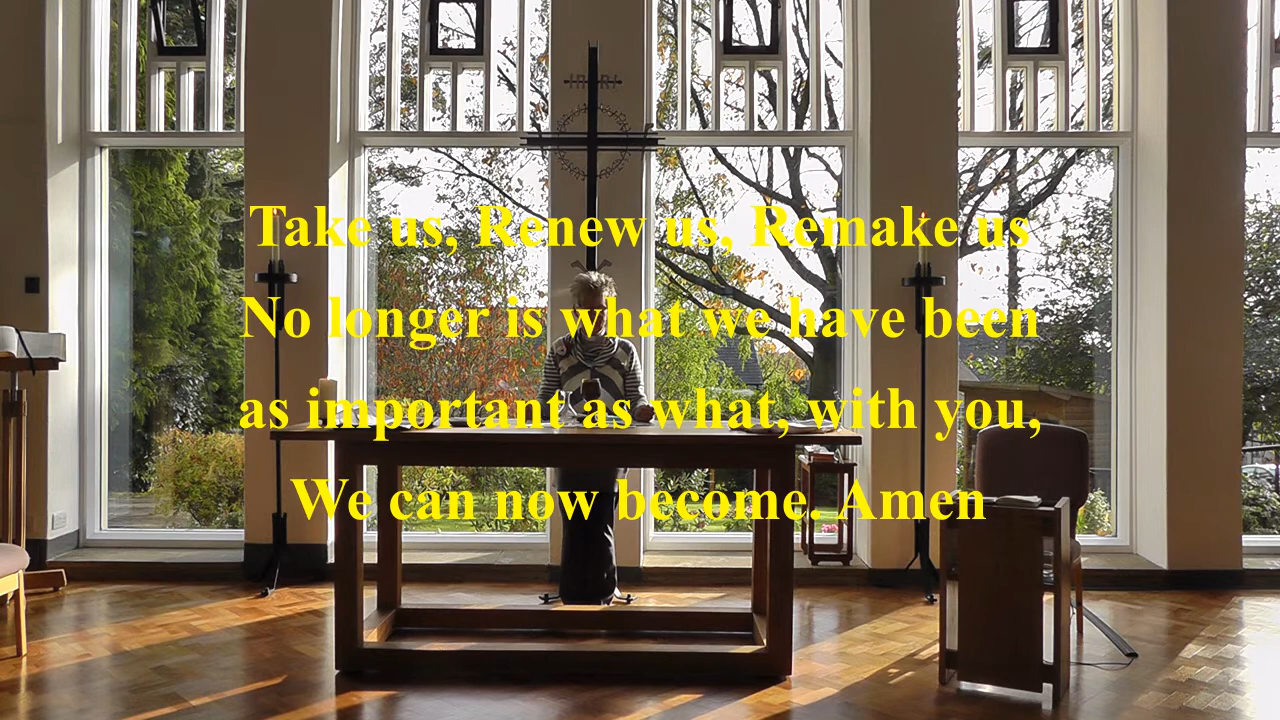 INRI
Take us, Renew us, Remake us
No longer is what we have been
as important as what, with you,
We can now become. Amen